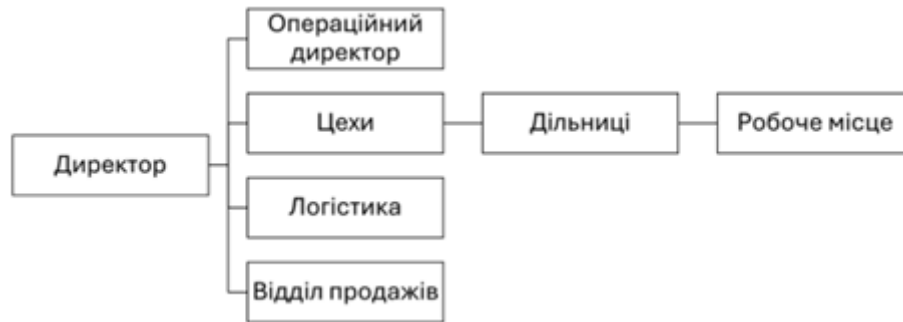 Операційний
директор
Цехи
Дільниці
Робоче місце
Директор
Логістика
Відділ продажів